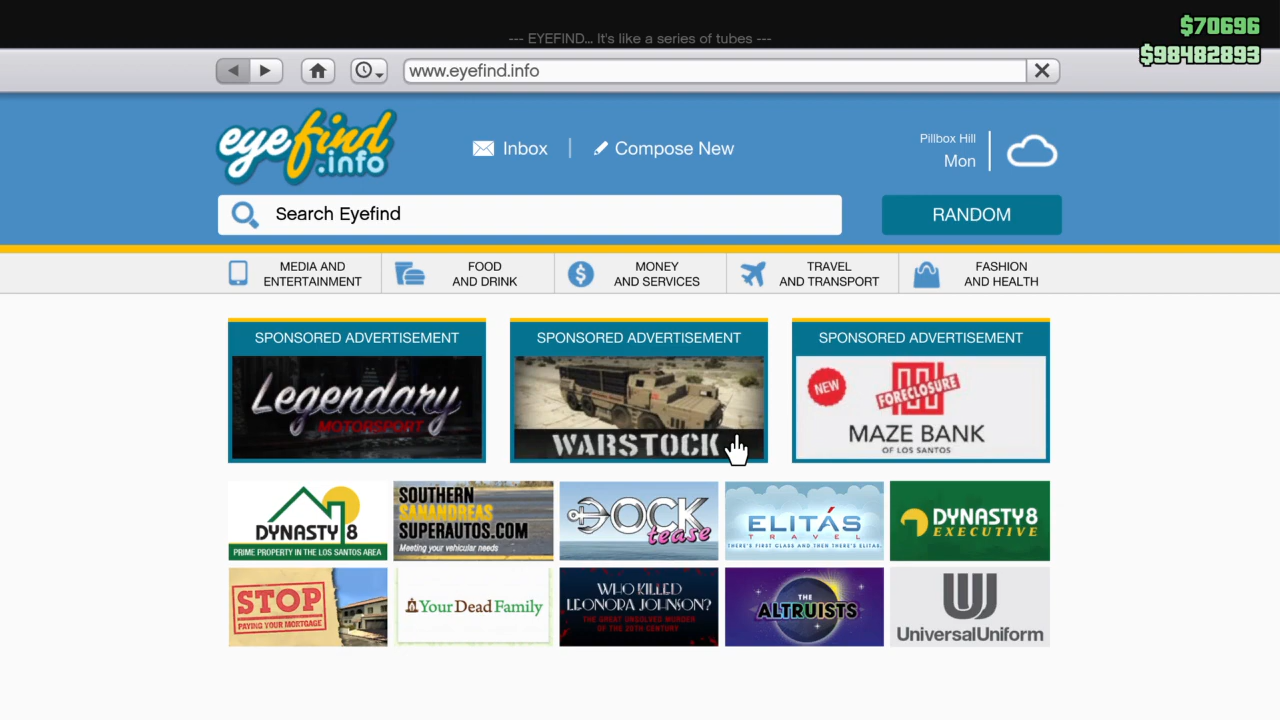 $70696
--- EYEFIND... It's like a series of tubes ---
$98482893
www.eyefind.info
eyefind
.info
Inbox
Compose New
Pillbox Hill
Mon
Search Eyefind
RANDOM
MEDIA AND
ENTERTAINMENT
FOOD
AND DRINK
MONEY
AND SERVICES
TRAVEL
AND TRANSPORT
FASHION
AND HEALTH
SPONSORED ADVERTISEMENT
Legendary
MOTORSPORT
SPONSORED ADVERTISEMENT
WARSTOCK
SPONSORED ADVERTISEMENT
NEW
FORECLOSURE
MAZE BANK
OF LOS SANTOS
DYNASTY 8
PRIME PROPERTY IN THE LOS SANTOS AREA
SOUTHERN
SANANDREAS
SUPERAUTOS.COM
Meeting your vehicular needs
DOCK
tease
ELITÁS
TRAVEL
THERE'S FIRST CLASS AND THEN THERE'S ELITAS.
DYNASTY 8
EXECUTIVE
STOP
PAYING YOUR MORTGAGE
Your Dead Family
WHO KILLED
LEONORA JOHNSON?
THE GREAT UNSOLVED MURDER
OF THE 20TH CENTURY
THE
ALTRUISTS
UniversalUniform